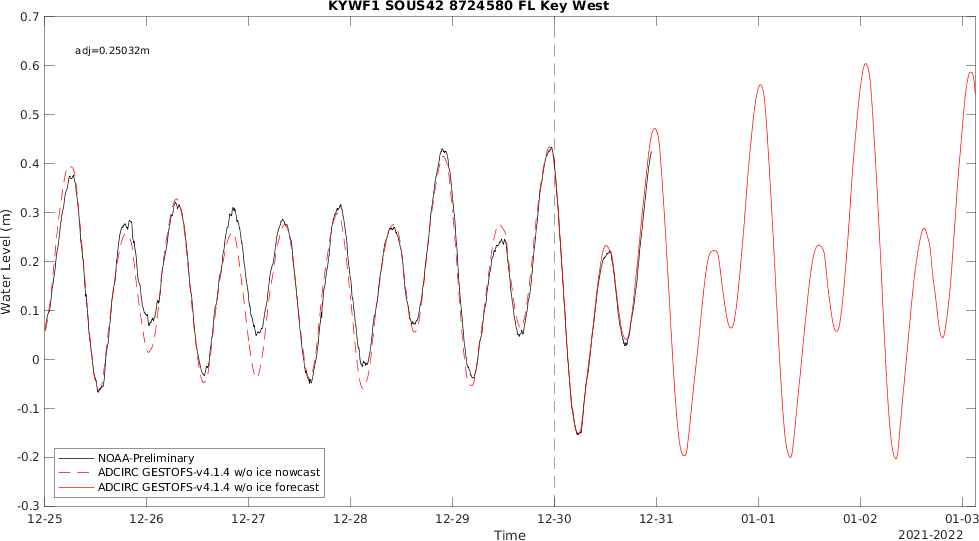 KYWF1 SOUS42 8724580 FL Key West
adj=0.25032m
Water Level (m)
0.7
0.6
0.5
0.4
0.3
0.2
0.1
0
-0.1
-0.2
-0.3
NOAA-Preliminary
ADCIRC GESTOFS-v4.1.4 w/o ice nowcast
ADCIRC GESTOFS-v4.1.4 w/o ice forecast
12-25 12-26 12-27 12-28 12-29 12-30 12-31 01-01 01-02 01-03
Time
2021-2022